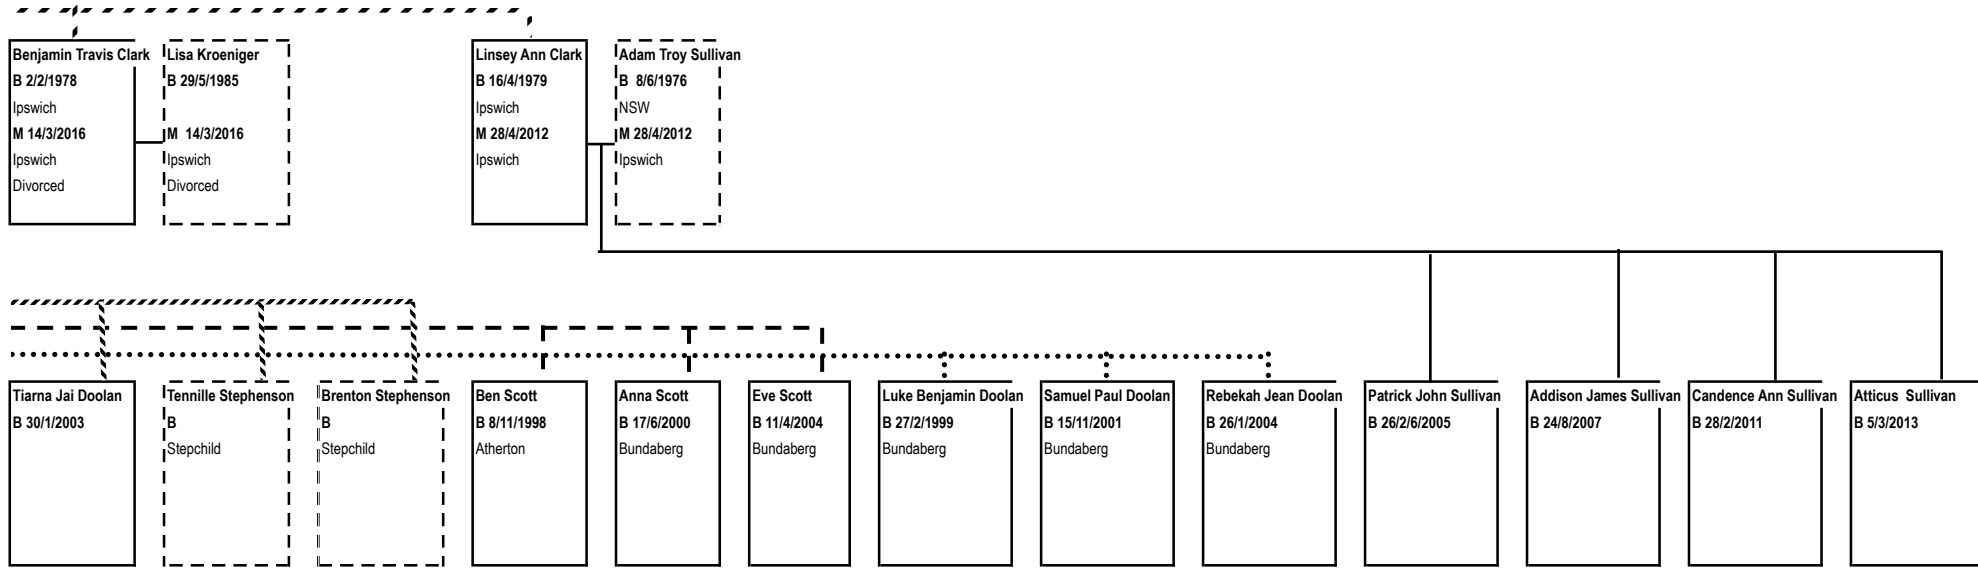 Benjamin Travis Clark
B 2/2/1978
Ipswich
M 14/3/2016
Ipswich
Divorced
Lisa Kroeniger
B 29/5/1985
M 14/3/2016
Ipswich
Divorced
Linsey Ann Clark
B 16/4/1979
Ipswich
M 28/4/2012
Ipswich
Adam Troy Sullivan
B 8/6/1976
NSW
M 28/4/2012
Ipswich
Tiarna Jai Doolan
B 30/1/2003
Tennille Stephenson
B
Stepchild
Brenton Stephenson
B
Stepchild
Ben Scott
B 8/11/1998
Atherton
Anna Scott
B 17/6/2000
Bundaberg
Eve Scott
B 11/4/2004
Bundaberg
Luke Benjamin Doolan
B 27/2/1999
Bundaberg
Samuel Paul Doolan
B 15/11/2001
Bundaberg
Rebekah Jean Doolan
B 26/1/2004
Bundaberg
Patrick John Sullivan
B 26/2/6/2005
Addison James Sullivan
B 24/8/2007
Candence Ann Sullivan
B 28/2/2011
Atticus Sullivan
B 5/3/2013